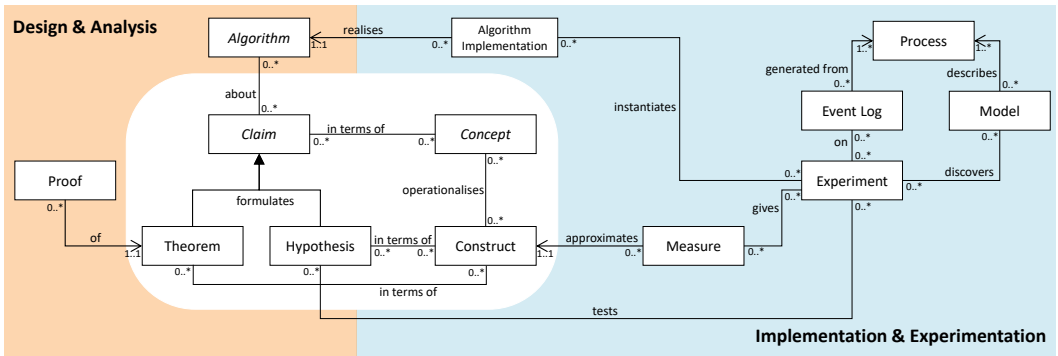 Design & Analysis
Algorithm
realises
1..1
0..*
Algorithm
Implementation
0..*
Process
1..*
1..*
0..*
generated from
describes
about
0..*
0..*
instantiates
Event Log
Model
0..*
Claim
in terms of
0..*
0..*
Concept
0..*
0..*
on
0..*
0..*
Proof
0..*
operationalises
0..*
Experiment
0..*
discovers
formulates
gives
0..*
0..*
0..*
of
1..1
Theorem
Hypothesis
in terms of
0..*
0..*
Construct
approximates
1..1
0..*
Measure
0..*
0..*
0..*
0..*
in terms of
tests
Implementation & Experimentation